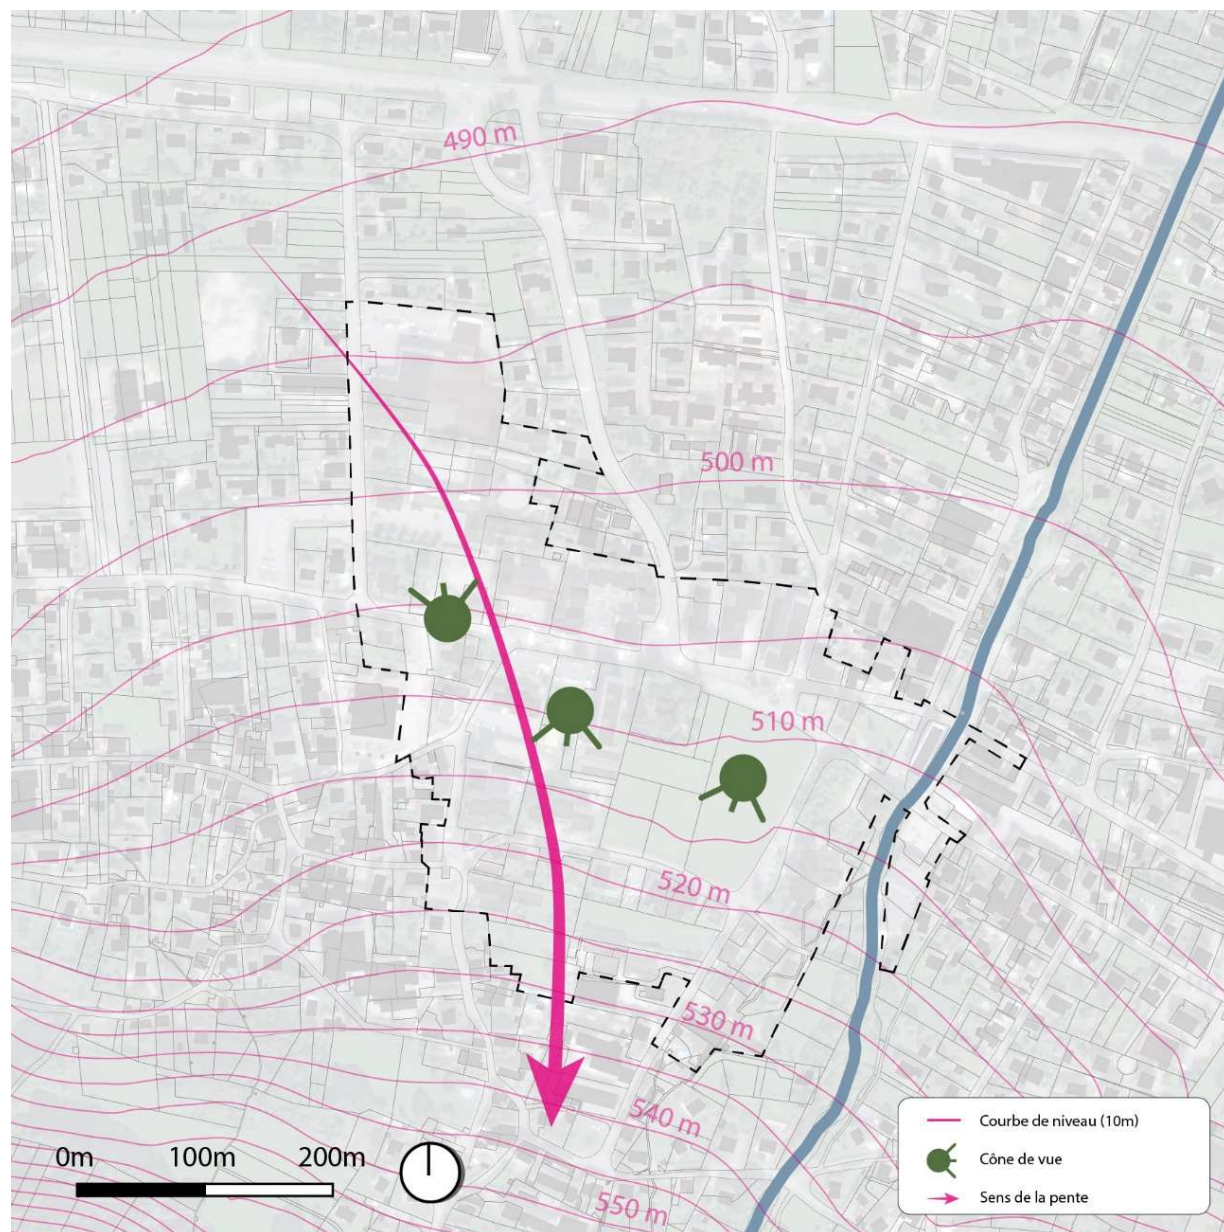 490 m
500 m
510 m
520 m
530 m
540 m
550 m
0m 100m 200m
Courbe de niveau (10m)
Cône de vue
Sens de la pente